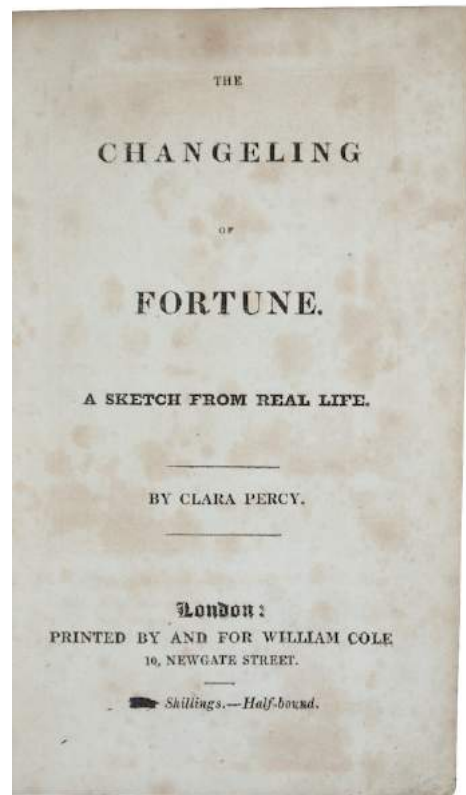 THE
CHANGELING
OF
FORTUNE.
A SKETCH FROM REAL LIFE.
BY CLARA PERCY.
London:
PRINTED BY AND FOR WILLIAM COLE
10, NEWGATE STREET.
Shillings.—Half-bound.